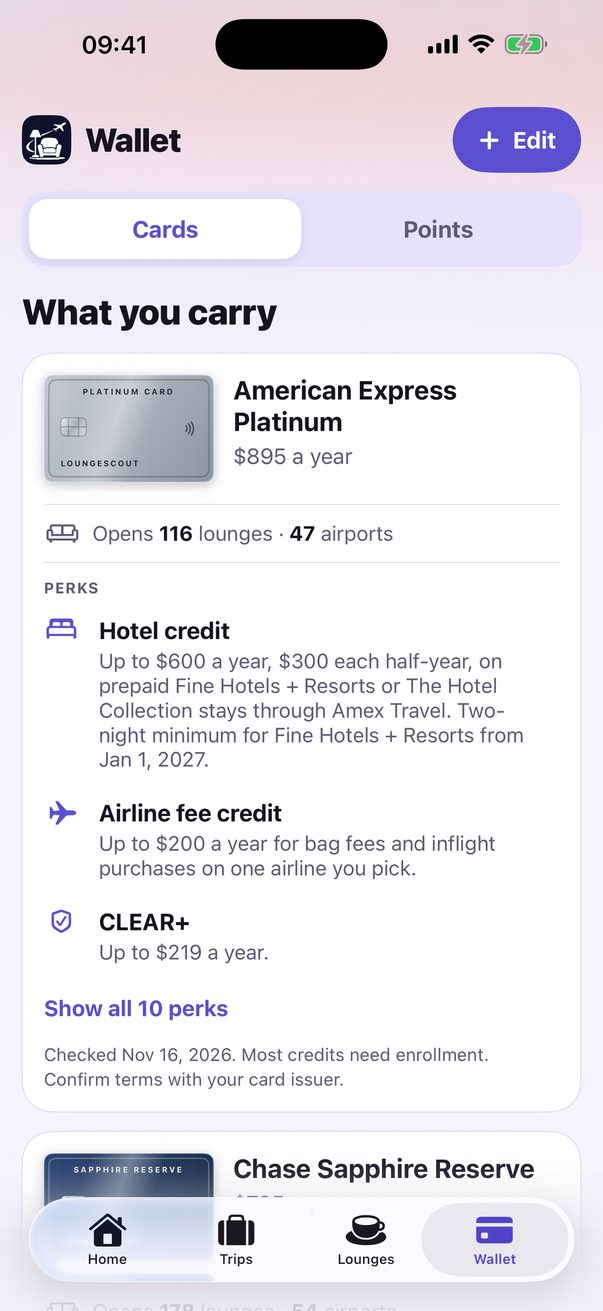 09:41
Wallet
+ Edit
Cards
Points
What you carry
PLATINUM CARD
LOUNGESCOUT
American Express
Platinum
$895 a year
Opens 116 lounges · 47 airports
PERKS
Hotel credit
Up to $600 a year, $300 each half-year, on
prepaid Fine Hotels + Resorts or The Hotel
Collection stays through Amex Travel. Two-
night minimum for Fine Hotels + Resorts from
Jan 1, 2027.
Airline fee credit
Up to $200 a year for bag fees and inflight
purchases on one airline you pick.
CLEAR+
Up to $219 a year.
Show all 10 perks
Checked Nov 16, 2026. Most credits need enrollment.
Confirm terms with your card issuer.
SAPPHIRE RESERVE
Chase Sapphire Reserve
Home
Trips
Lounges
Wallet
Opens 178 lounges · 54 airports